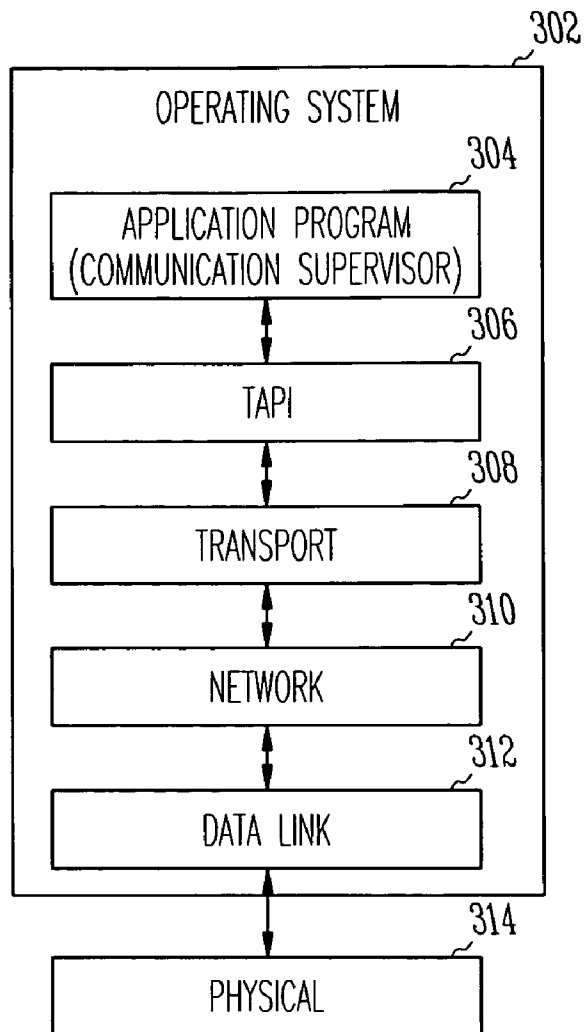 302
OPERATING SYSTEM
304
APPLICATION PROGRAM
(COMMUNICATION SUPERVISOR)
306
TAPI
308
TRANSPORT
310
NETWORK
312
DATA LINK
314
PHYSICAL